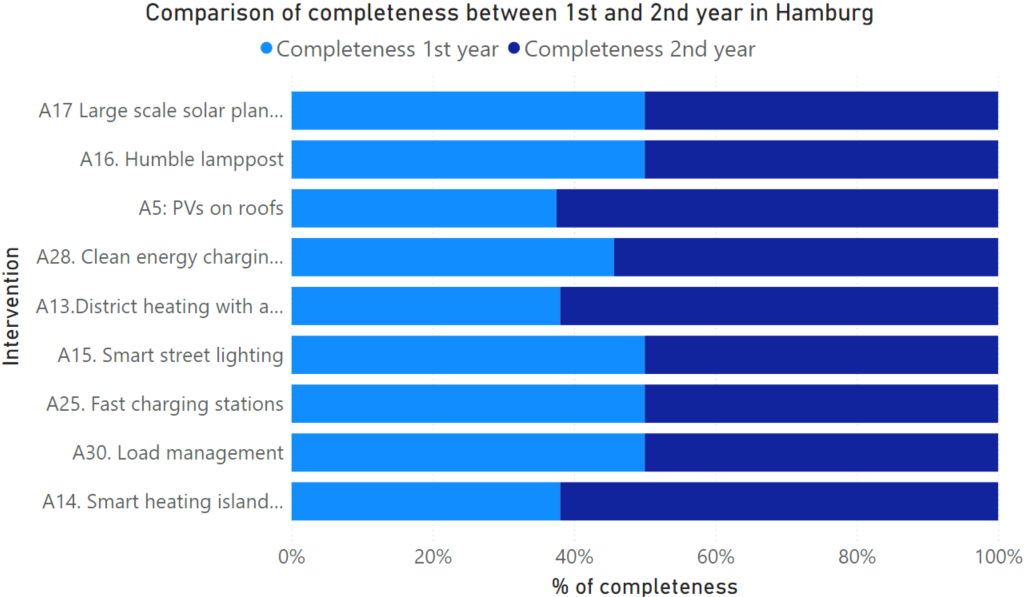 Comparison of completeness between 1st and 2nd year in Hamburg
Completeness 1st year Completeness 2nd year
Intervention
A17 Large scale solar plan...
A16. Humble lamppost
A5: PVs on roofs
A28. Clean energy chargin...
A13.District heating with a...
A15. Smart street lighting
A25. Fast charging stations
A30. Load management
A14. Smart heating island...
0% 20% 40% 60% 80% 100%
% of completeness